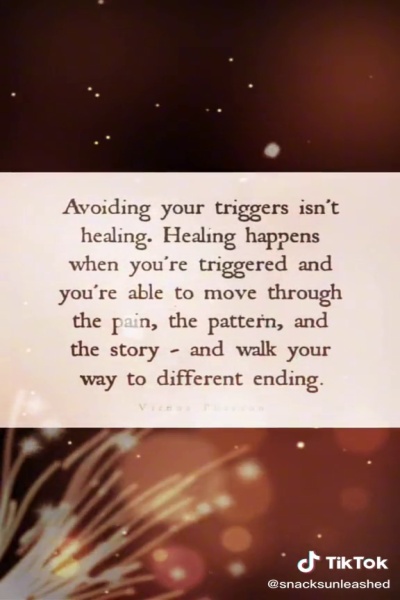 Avoiding your triggers isn't
healing. Healing happens
when you're triggered and
you're able to move through
the pain, the pattern, and
the story - and walk your
way to different ending.
TikTok
@snacksunleashed